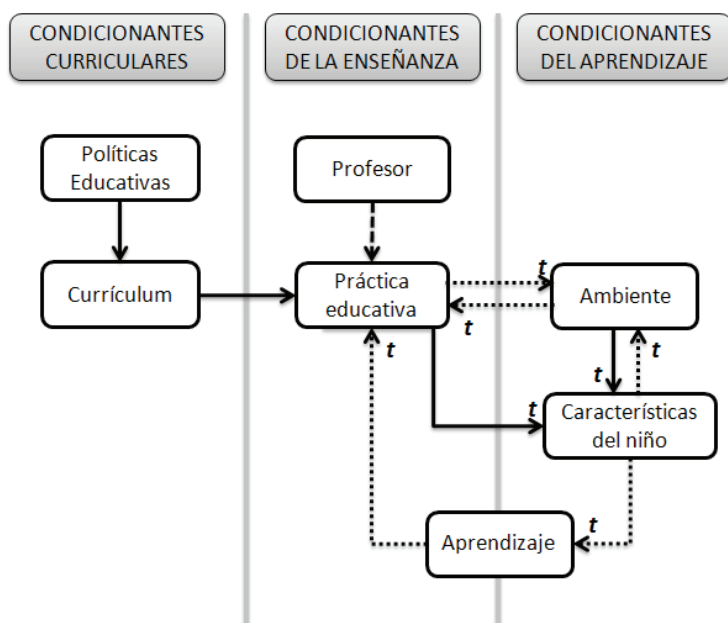 CONDICIONANTES
CURRICULARES
CONDICIONANTES
DE LA ENSEÑANZA
CONDICIONANTES
DEL APRENDIZAJE
Políticas
Educativas
Profesor
Currículum
Práctica
educativa
t
t
Ambiente
t
t
t
t
Características
del niño
Aprendizaje
t